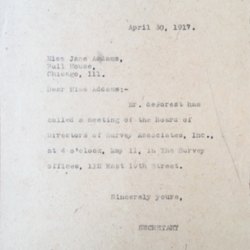 April 30, 1917.
Miss Jane Addams,
Hull House,
Chicago, Ill.
Dear Miss Addams:-
Mr. deForest has
called a meeting of the Board of
Directors of Survey Associates, Inc.,
at 4 o'clock, May 11, in The Survey
offices, East 19th Street.
Sincerely yours,
SECRETARY